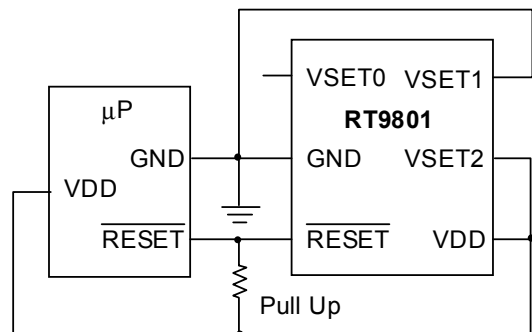 μP
GND
VDD
RESET
VSET0 VSET1
RT9801
GND VSET2
RESET VDD
Pull Up